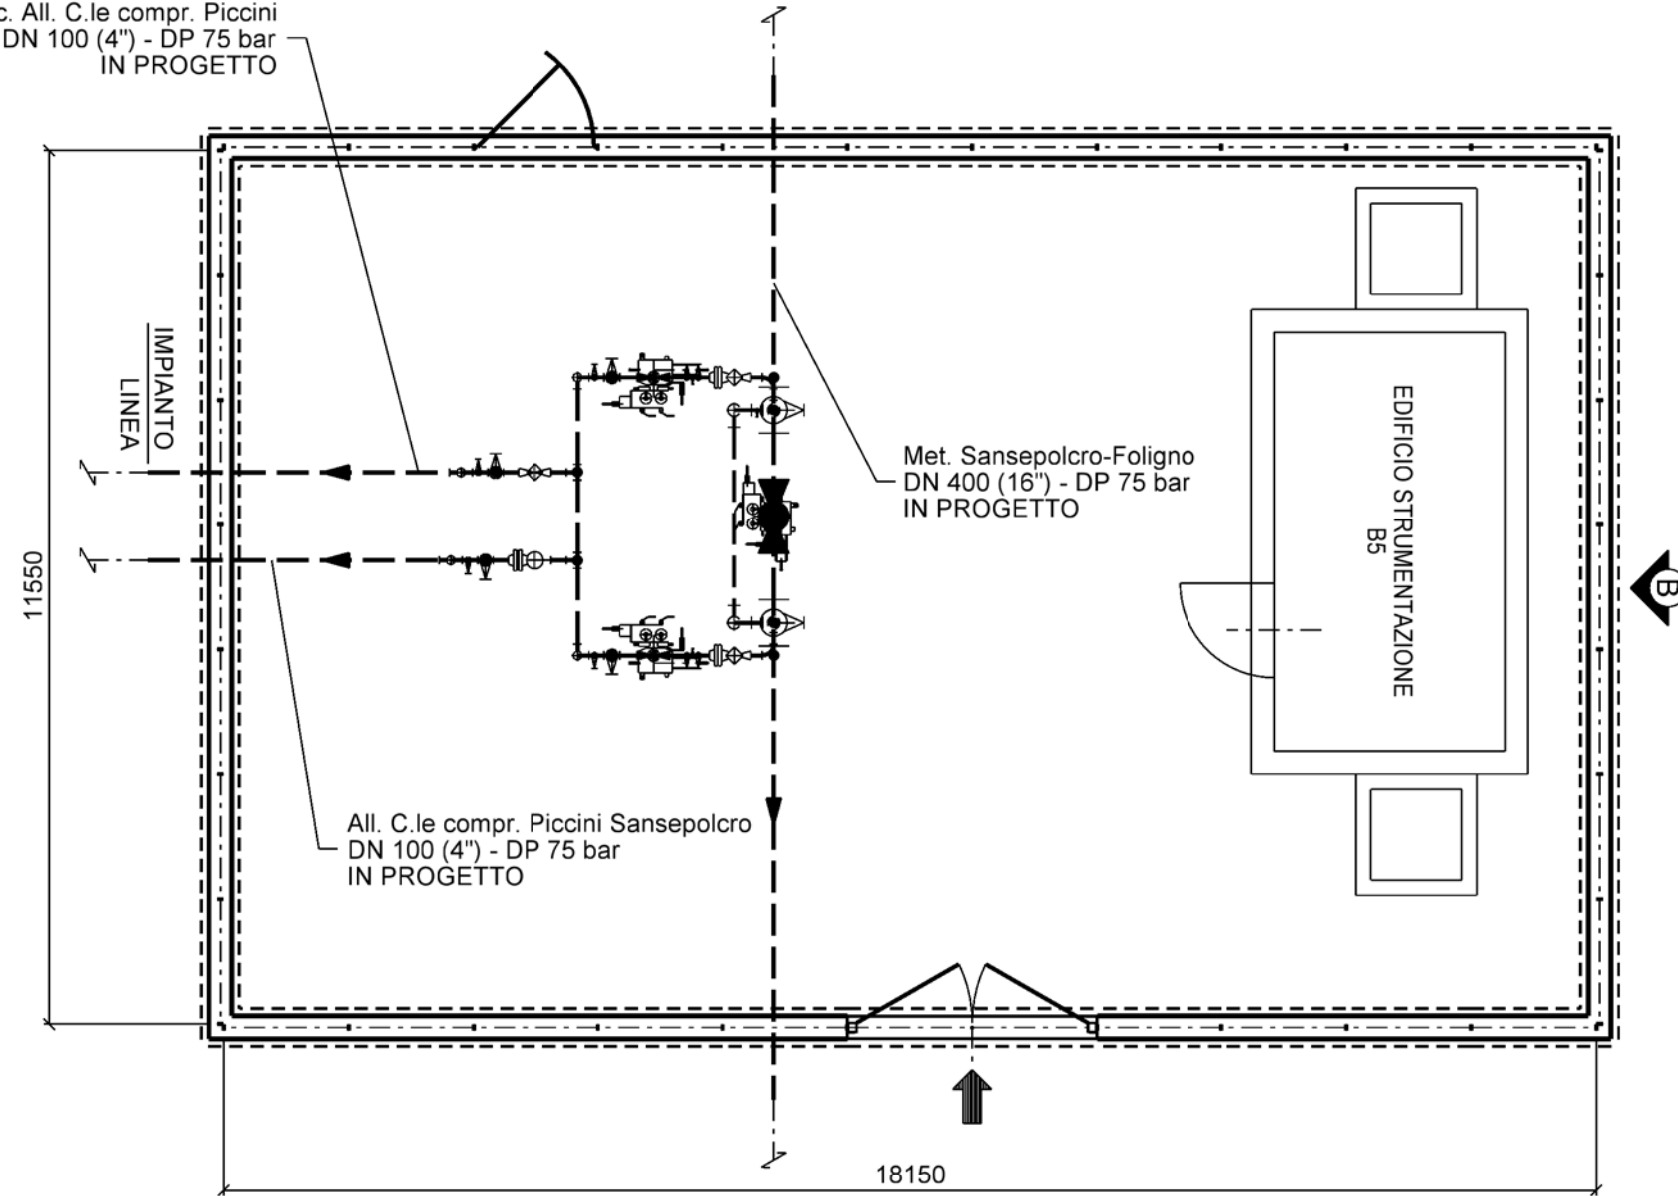 c. All. C.le compr. Piccini
DN 100 (4") - DP 75 bar
IN PROGETTO
IMPIANTO
LINEA
Met. Sansepolcro-Foligno
DN 400 (16") - DP 75 bar
IN PROGETTO
EDIFICIO STRUMENTAZIONE
B5
B
11550
All. C.le compr. Piccini Sansepolcro
DN 100 (4") - DP 75 bar
IN PROGETTO
18150